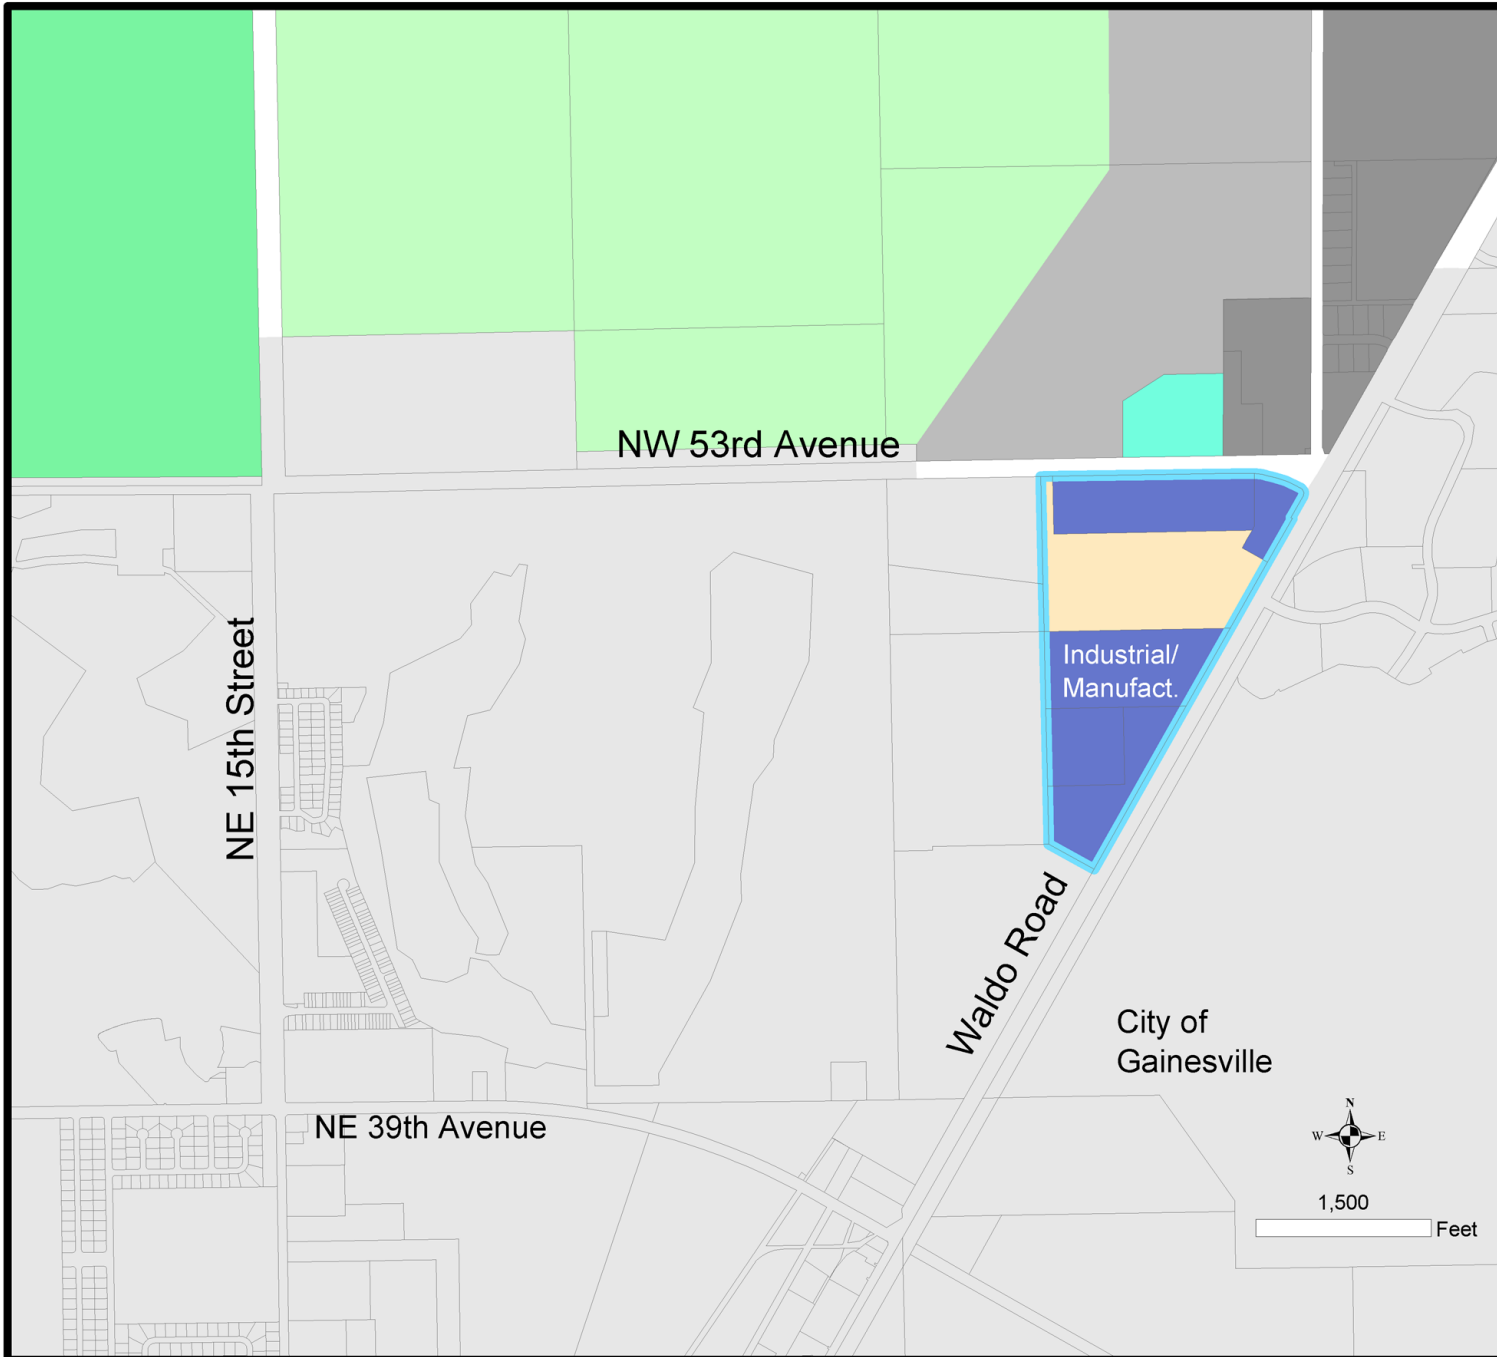 NW 53rd Avenue
Industrial/
Manufact.
NE 15th Street
Waldo Road
City of
Gainesville
NE 39th Avenue
N
W E
S
1,500
Feet